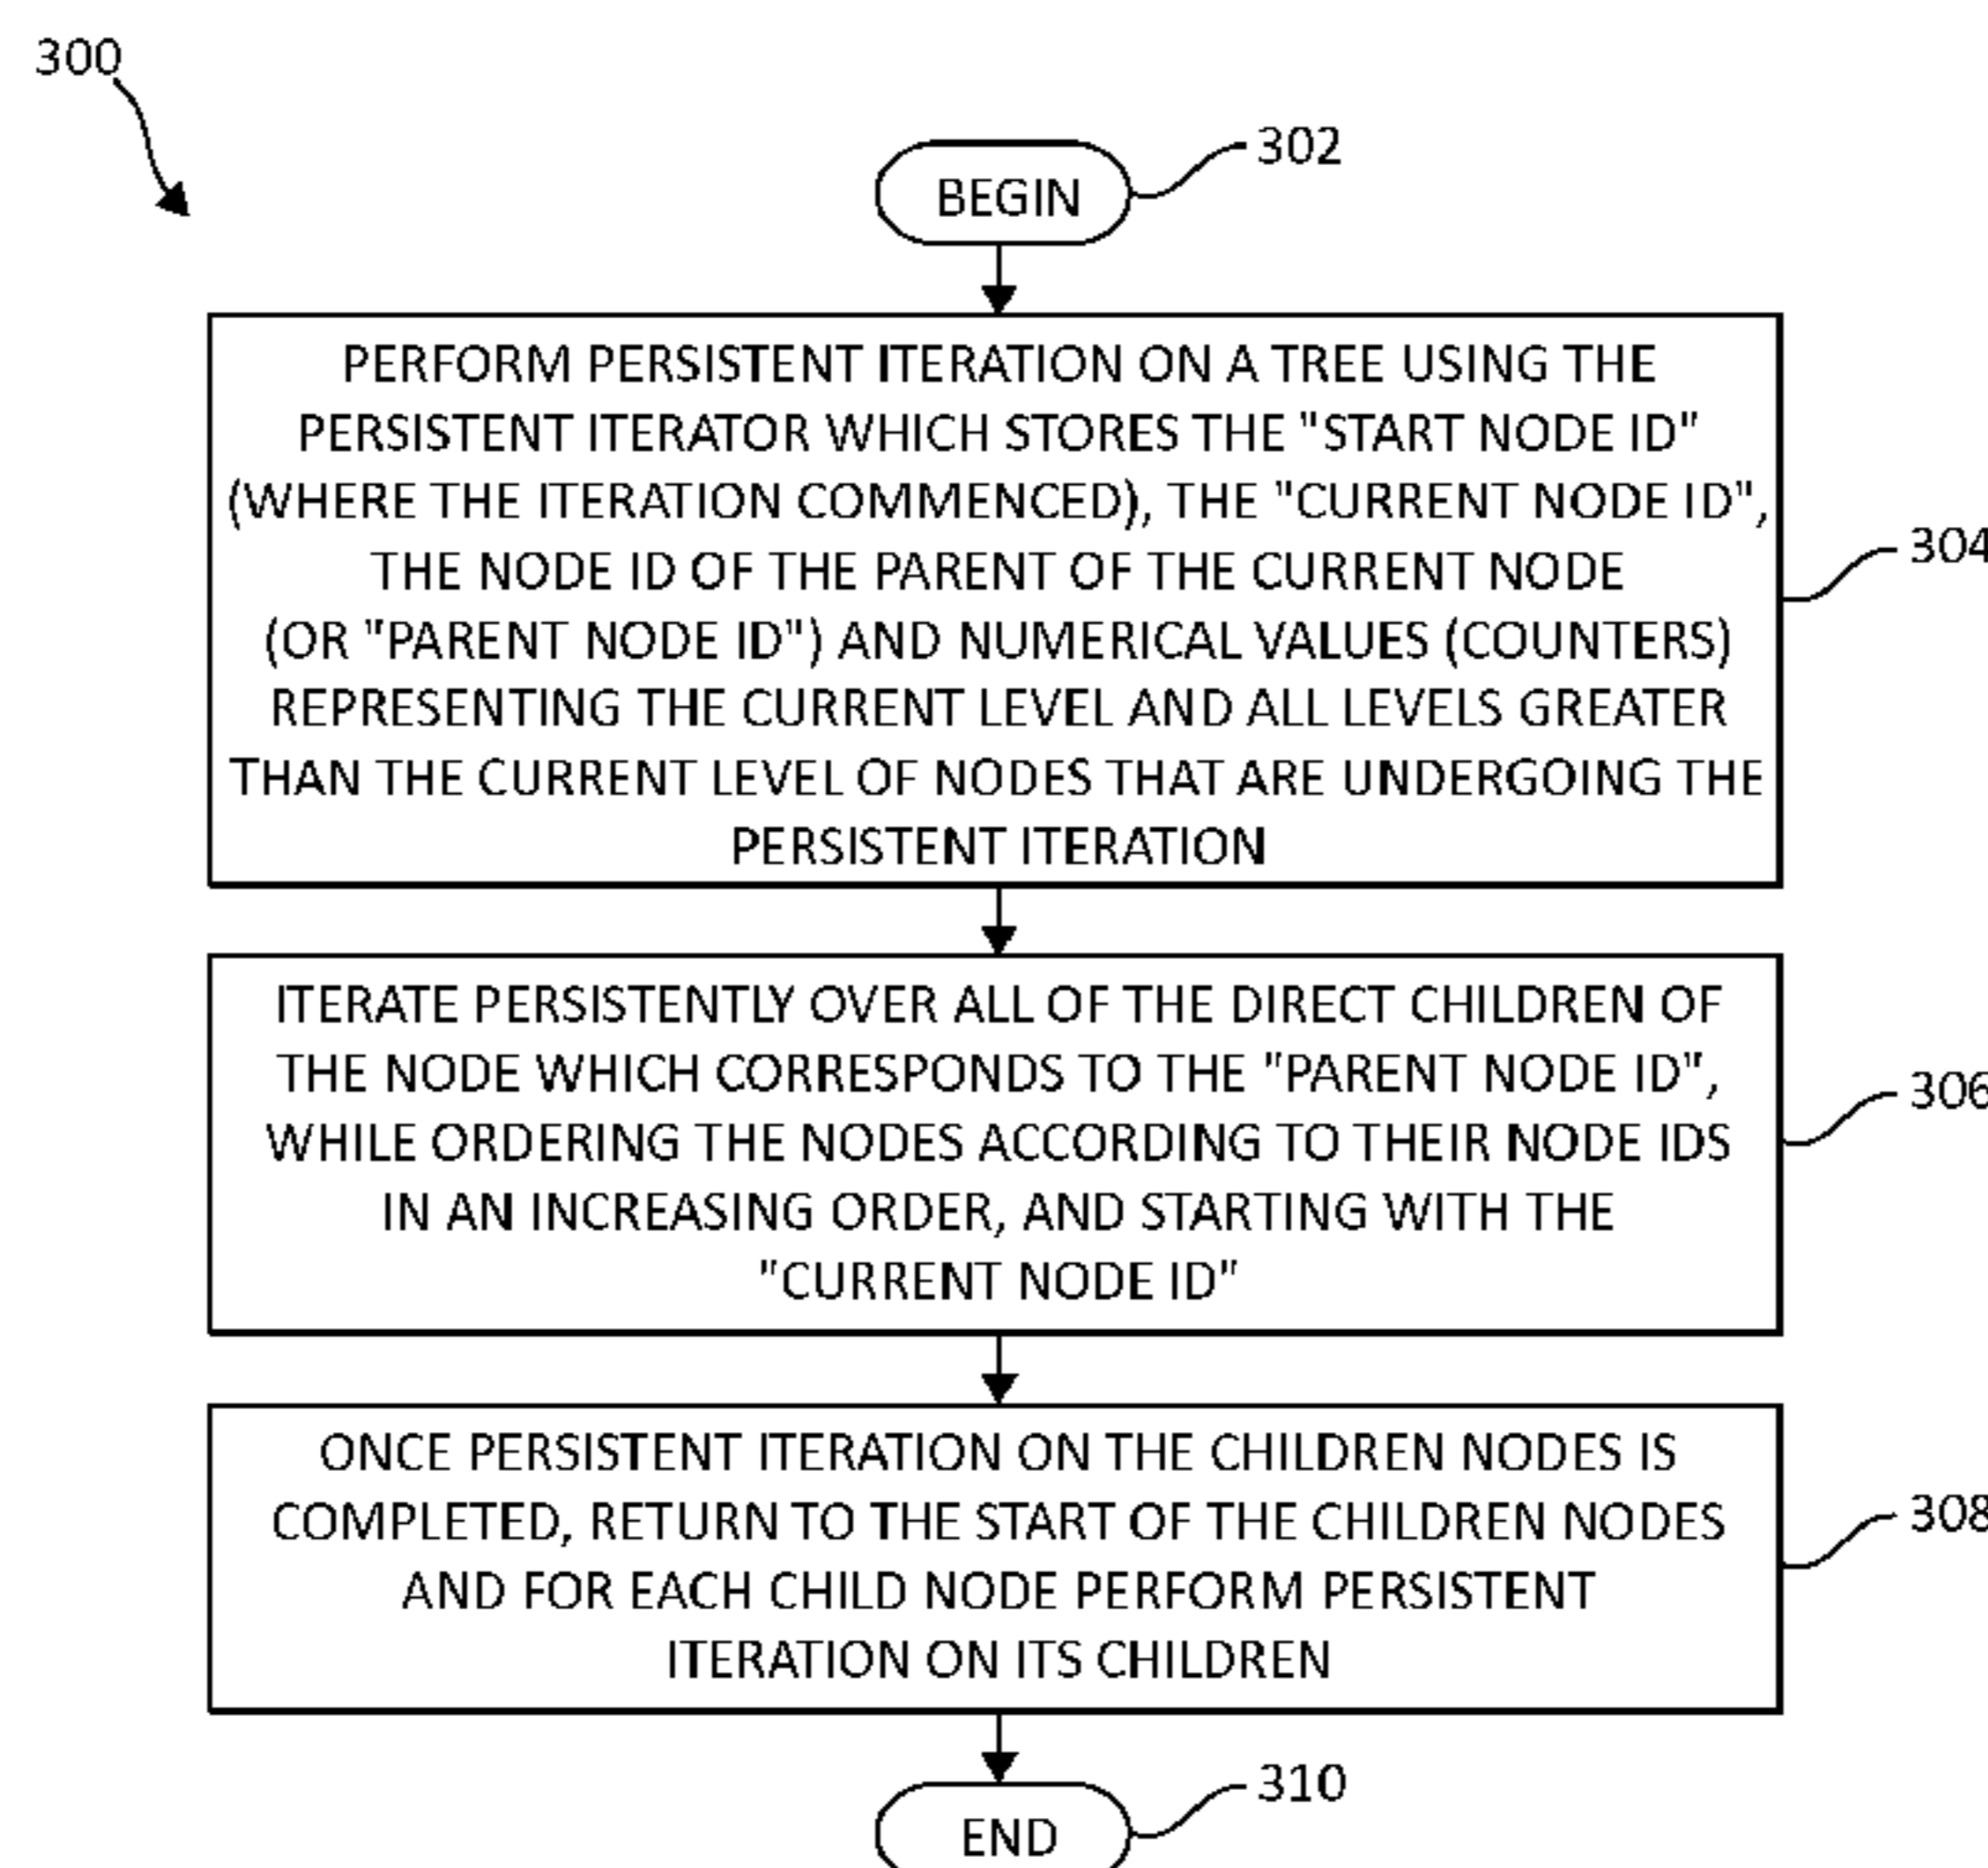 300
302
BEGIN
PERFORM PERSISTENT ITERATION ON A TREE USING THE
PERSISTENT ITERATOR WHICH STORES THE "START NODE ID"
(WHERE THE ITERATION COMMENCED), THE "CURRENT NODE ID",
THE NODE ID OF THE PARENT OF THE CURRENT NODE
(OR "PARENT NODE ID") AND NUMERICAL VALUES (COUNTERS)
REPRESENTING THE CURRENT LEVEL AND ALL LEVELS GREATER
THAN THE CURRENT LEVEL OF NODES THAT ARE UNDERGOING THE
PERSISTENT ITERATION
304
ITERATE PERSISTENTLY OVER ALL OF THE DIRECT CHILDREN OF
THE NODE WHICH CORRESPONDS TO THE "PARENT NODE ID",
WHILE ORDERING THE NODES ACCORDING TO THEIR NODE IDS
IN AN INCREASING ORDER, AND STARTING WITH THE
"CURRENT NODE ID"
306
ONCE PERSISTENT ITERATION ON THE CHILDREN NODES IS
COMPLETED, RETURN TO THE START OF THE CHILDREN NODES
AND FOR EACH CHILD NODE PERFORM PERSISTENT
ITERATION ON ITS CHILDREN
308
310
END